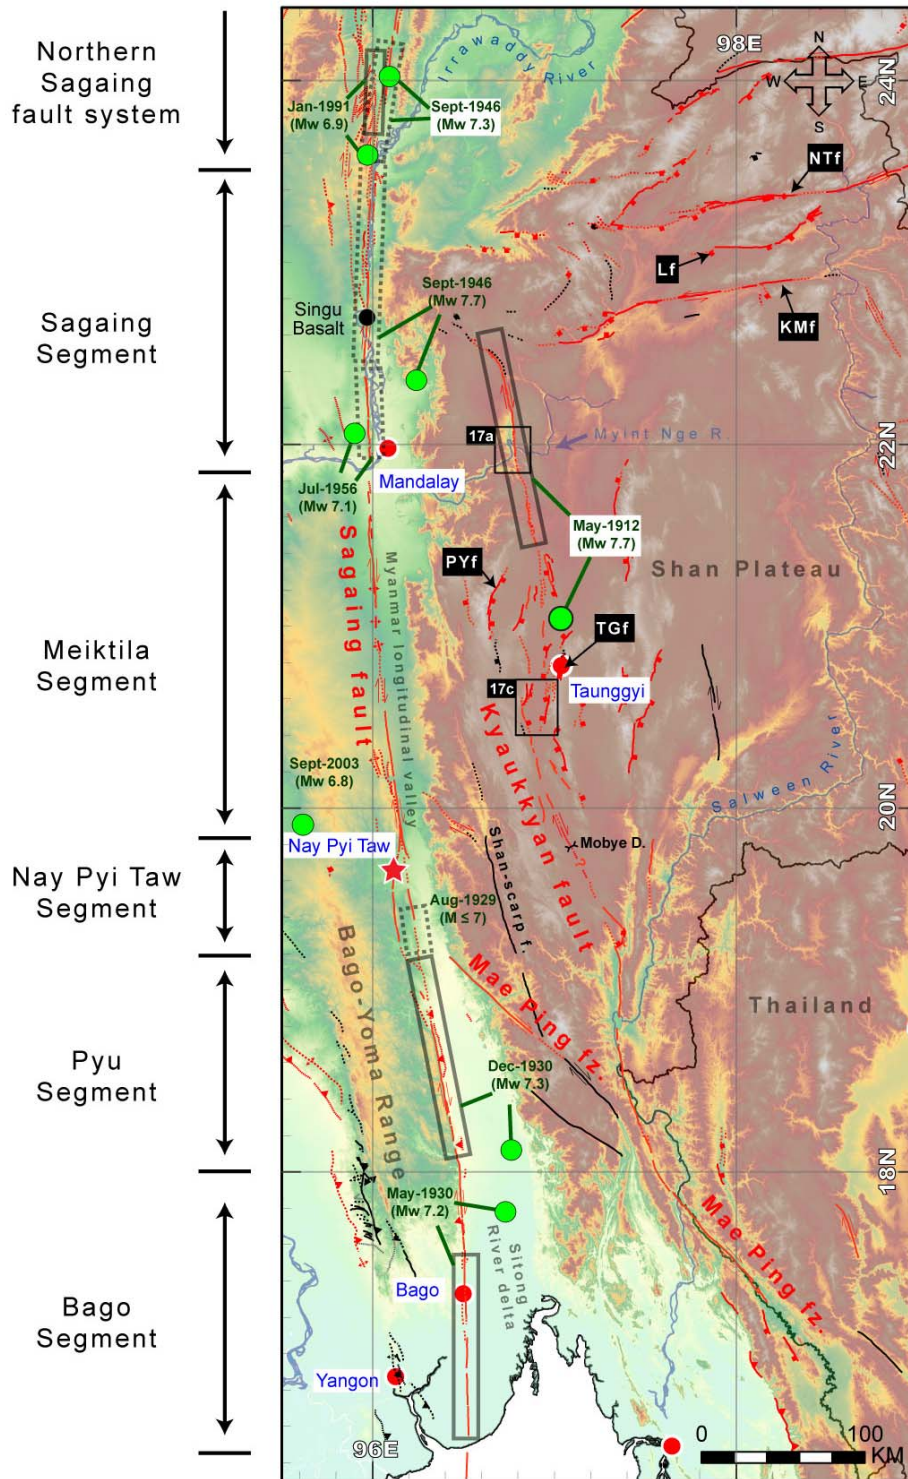 Northern
Sagaing
fault system
Sagaing
Segment
Meiktila
Segment
Nay Pyi Taw
Segment
Pyu
Segment
Bago
Segment
98E
N
W
E
S
24N
Irrawaddy
River
Jan-1991
(Mw 6.9)
Sept-1946
(Mw 7.3)
NTf
Lf
KMf
Sept-1946
(Mw 7.7)
Singu
Basalt
17a
Myint Nge R.
22N
Mandalay
Jul-1956
(Mw 7.1)
May-1912
(Mw 7.7)
Sagaing fault
Myanmar longitudinal valley
PYf
Shan Plateau
TGf
Taunggyi
17c
Kyaukkyan fault
Sept-2003
(Mw 6.8)
Salween River
20N
Nay Pyi Taw
Mobye D.
?
Shan-scarp f.
Aug-1929
(M ≤ 7)
Bago-Yoma Range
Mae Ping fz.
Thailand
Dec-1930
(Mw 7.3)
18N
May-1930
(Mw 7.2)
Sitong
River delta
Mae Ping fz.
Bago
Yangon
96E
0
100
KM